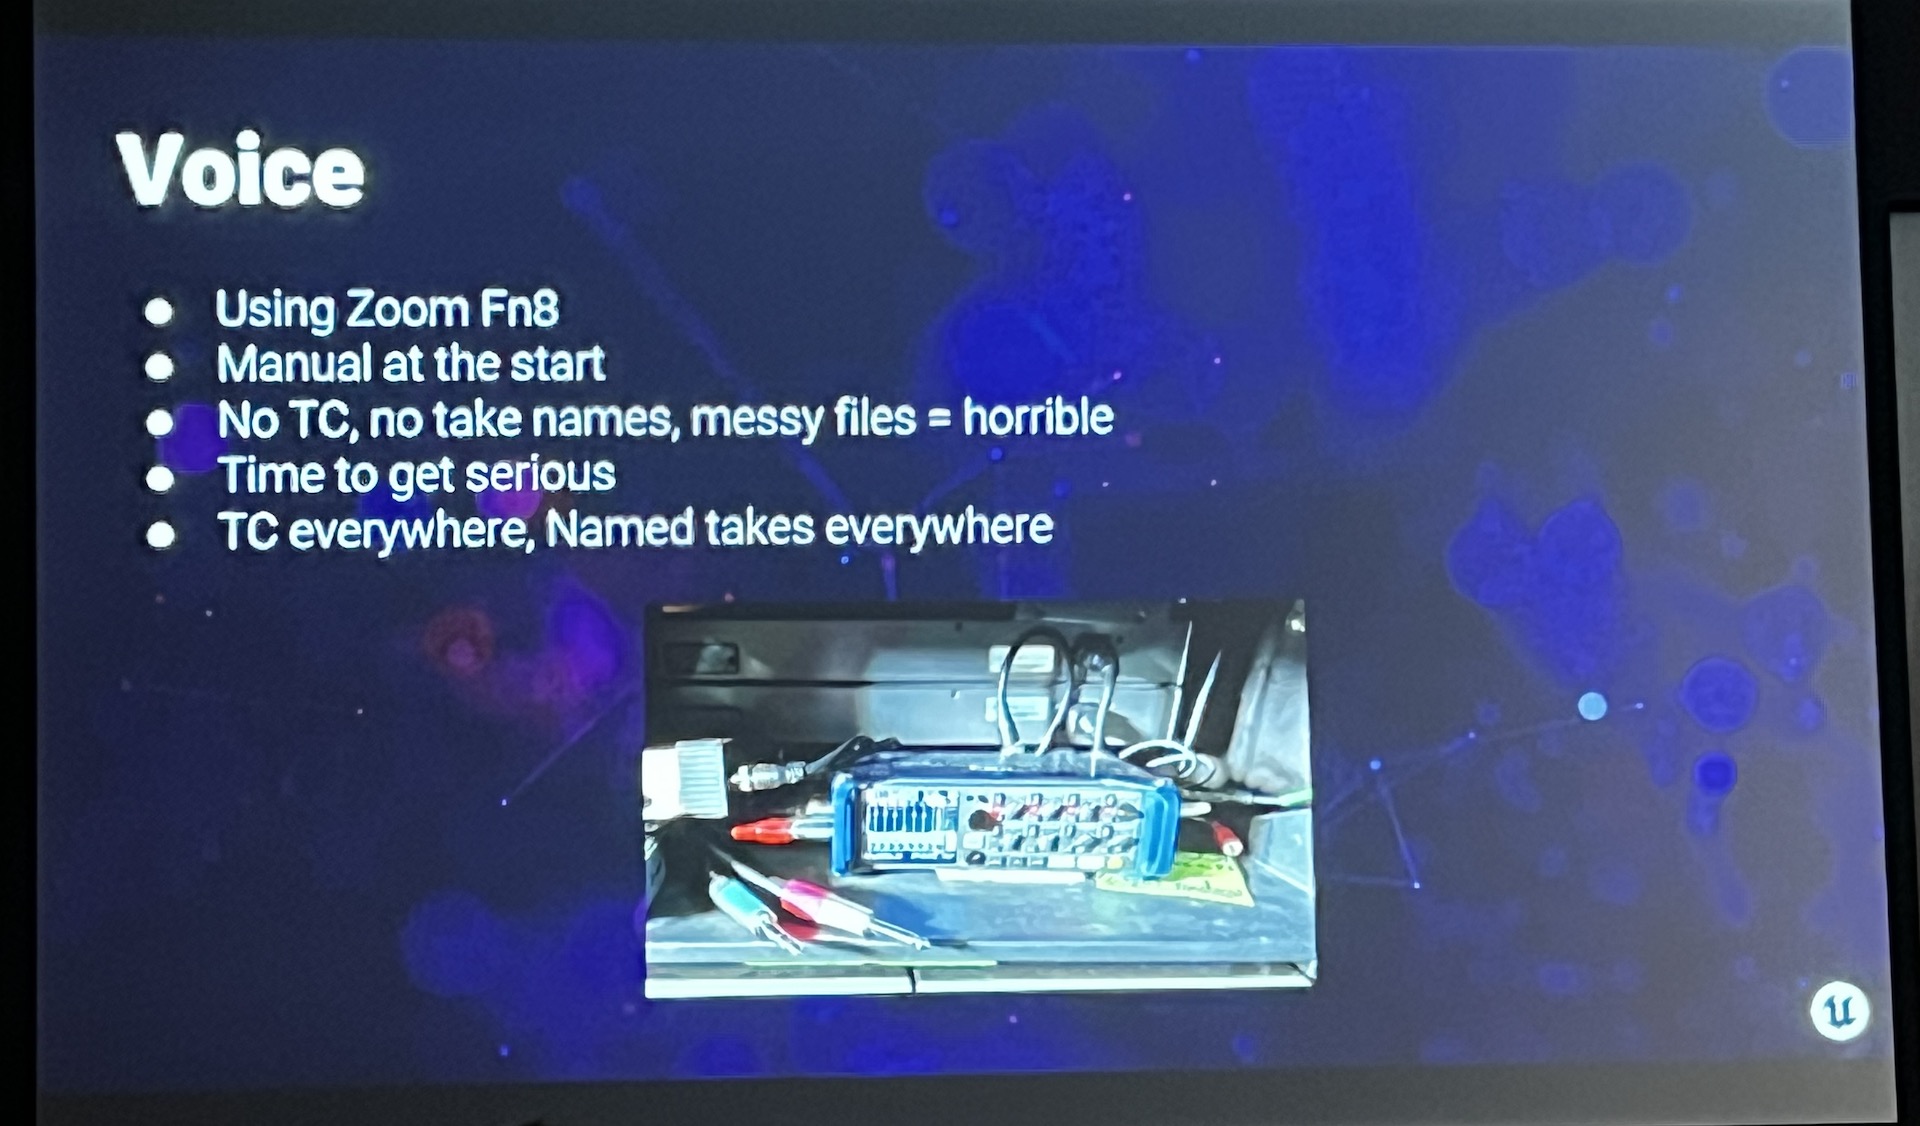 Voice
Using Zoom Fn8
Manual at the start
No TC, no take names, messy files = horrible
Time to get serious
TC everywhere, Named takes everywhere